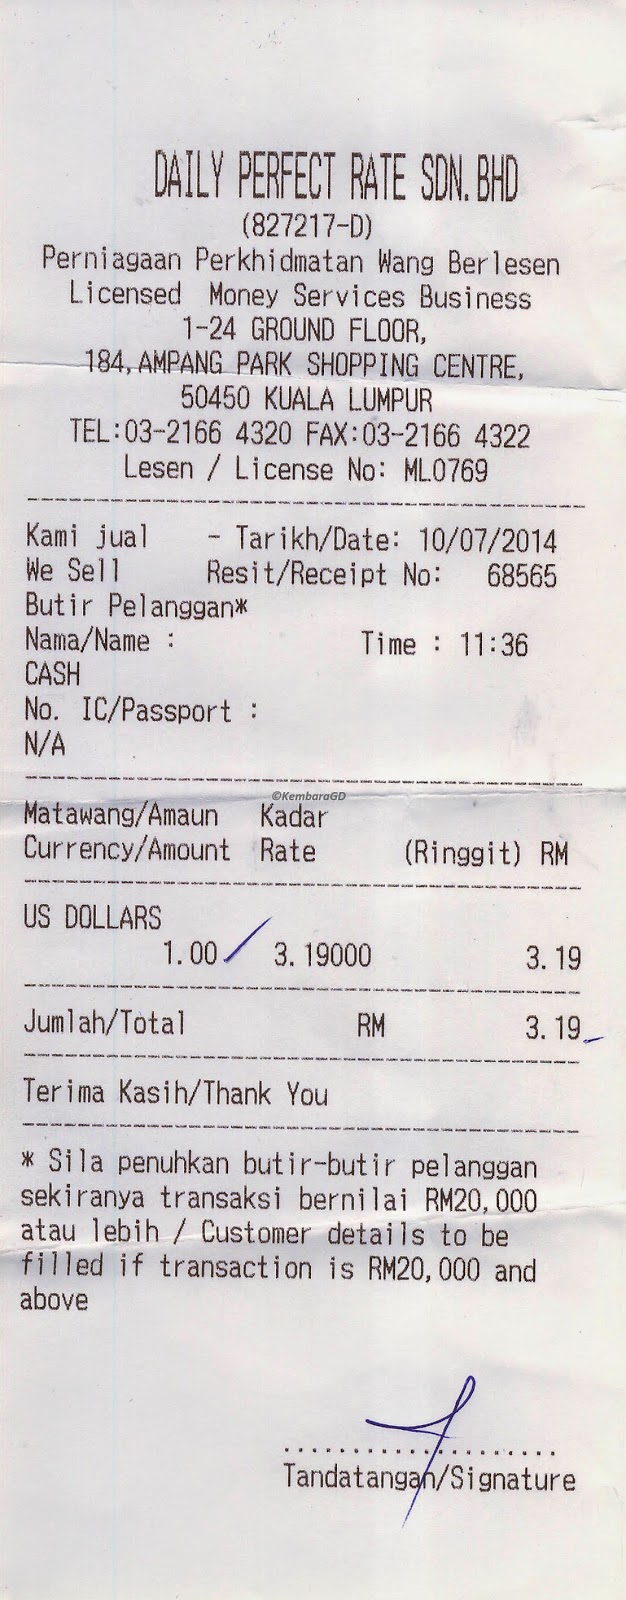 DAILY PERFECT RATE SDN.BHD
(827217-D)
Perniagaan Perkhidmatan Wang Berlesen
Licensed Money Services Business
1-24 GROUND FLOOR,
184,AMPANG PARK SHOPPING CENTRE,
50450 KUALA LUMPUR
TEL:03-2166 4320 FAX:03-2166 4322
Lesen / License No: ML0769
Kami jual - Tarikh/Date: 10/07/2014
We Sell Resit/Receipt No: 68565
Butir Pelanggan*
Nama/Name : Time : 11:36
CASH
No. IC/Passport :
N/A
©KembaraGD
Matawang/Amaun Kadar
Currency/Amount Rate (Ringgit) RM
US DOLLARS
1.00 3.19000 3.19
Jumlah/Total RM 3.19
Terima Kasih/Thank You
* Sila penuhkan butir-butir pelanggan
sekiranya transaksi bernilai RM20,000
atau lebih / Customer details to be
filled if transaction is RM20,000 and
above
Tandatangan/Signature